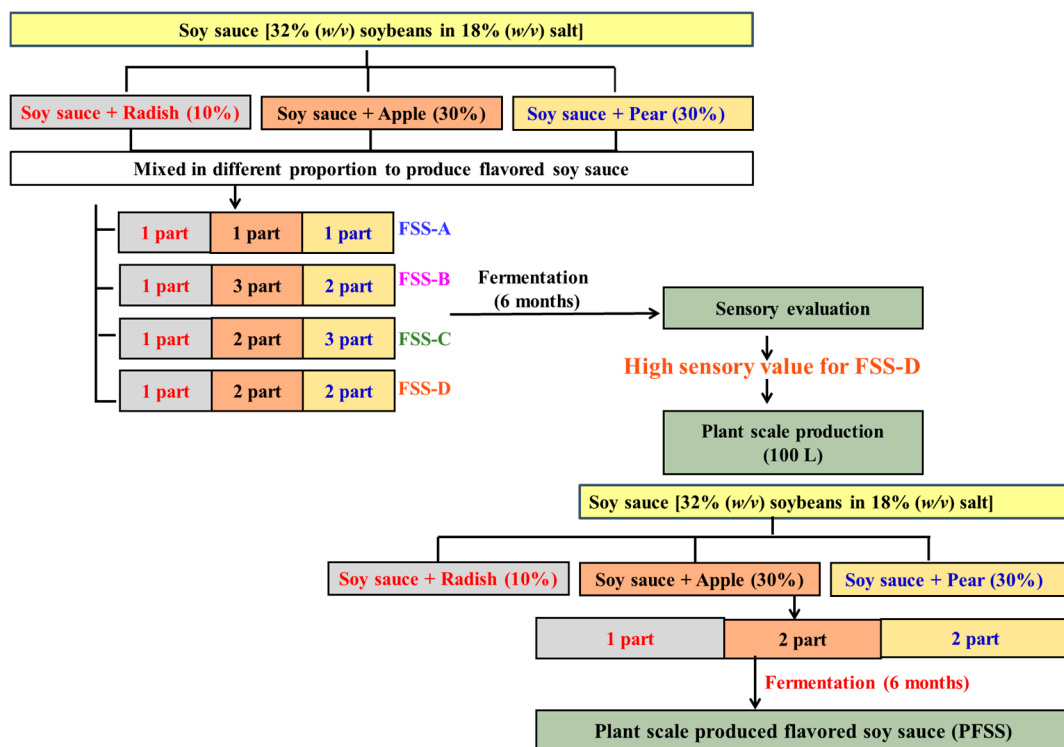 Soy sauce [32% (w/v) soybeans in 18% (w/v) salt]
Soy sauce + Radish (10%)
Soy sauce + Apple (30%)
Soy sauce + Pear (30%)
Mixed in different proportion to produce flavored soy sauce
1 part
1 part
1 part
FSS-A
1 part
3 part
2 part
FSS-B
1 part
2 part
3 part
FSS-C
1 part
2 part
2 part
FSS-D
Fermentation
(6 months)
Sensory evaluation
High sensory value for FSS-D
Plant scale production
(100 L)
Soy sauce [32% (w/v) soybeans in 18% (w/v) salt]
Soy sauce + Radish (10%)
Soy sauce + Apple (30%)
Soy sauce + Pear (30%)
1 part
2 part
2 part
Fermentation (6 months)
Plant scale produced flavored soy sauce (PFSS)